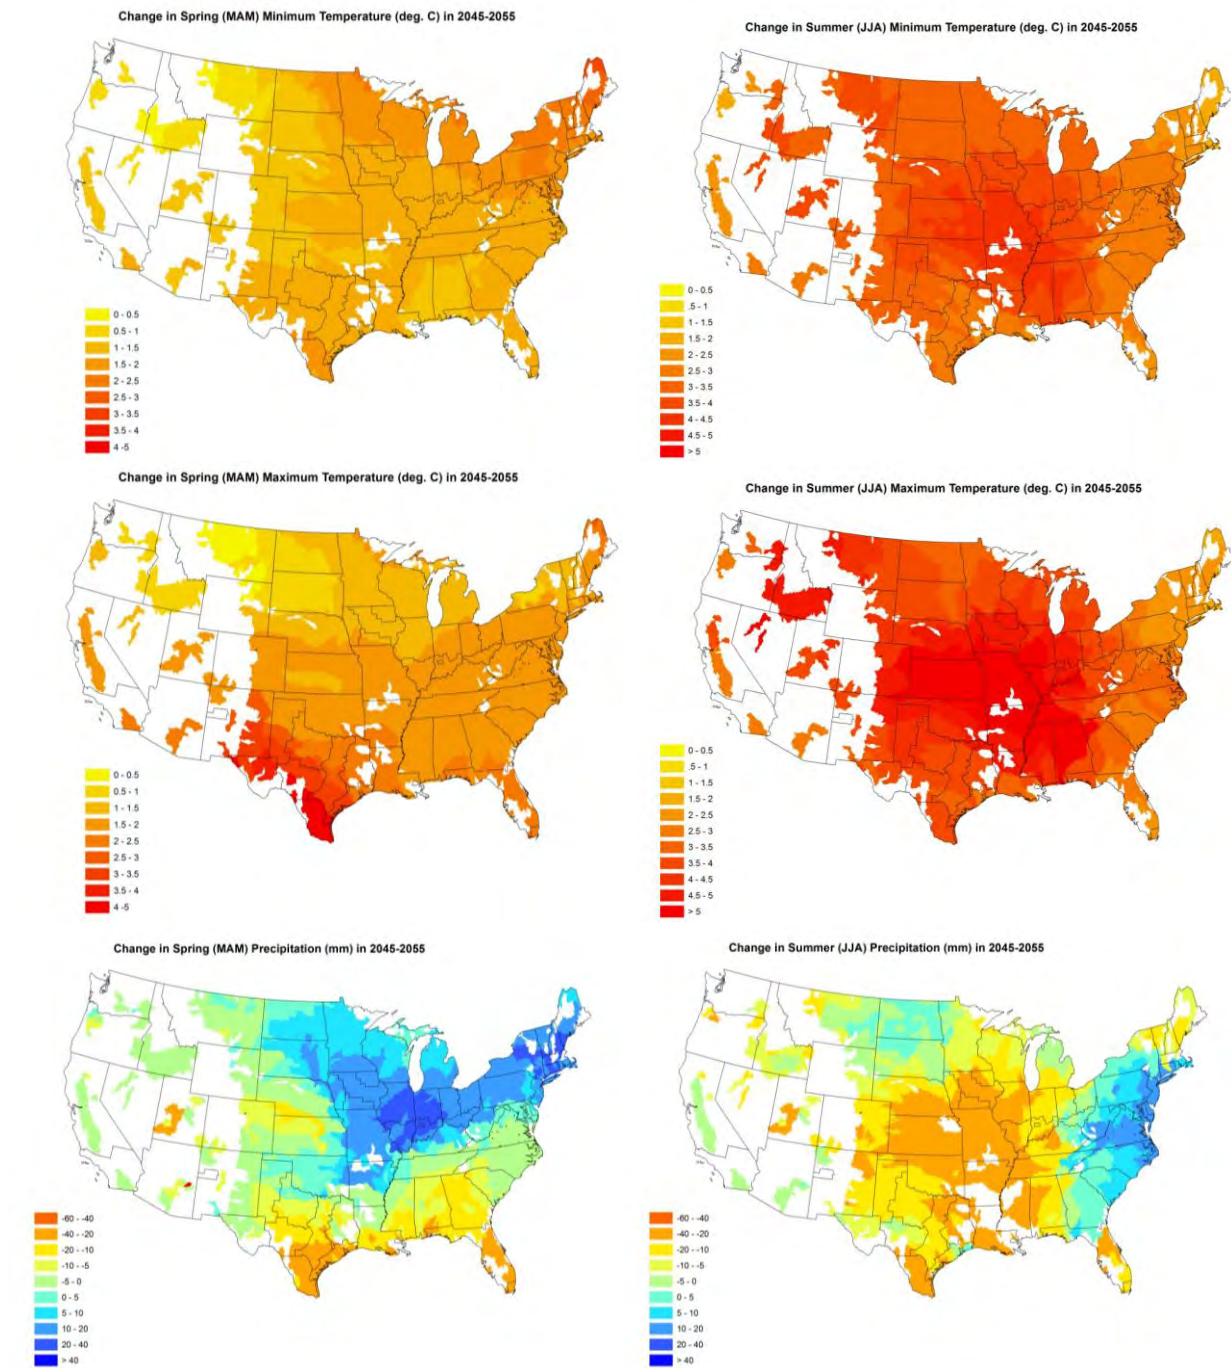 Change in Spring (MAM) Minimum Temperature (deg. C) in 2045-2055
0 - 0.5
0.5 - 1
1 - 1.5
1.5 - 2
2 - 2.5
2.5 - 3
3 - 3.5
3.5 - 4
4 -5
Change in Summer (JJA) Minimum Temperature (deg. C) in 2045-2055
0 - 0.5
.5 - 1
1 - 1.5
1.5 - 2
2 - 2.5
2.5 - 3
3 - 3.5
3.5 - 4
4 - 4.5
4.5 - 5
> 5
Change in Spring (MAM) Maximum Temperature (deg. C) in 2045-2055
0 - 0.5
0.5 - 1
1 - 1.5
1.5 - 2
2 - 2.5
2.5 - 3
3 - 3.5
3.5 - 4
4 -5
Change in Summer (JJA) Maximum Temperature (deg. C) in 2045-2055
0 - 0.5
.5 - 1
1 - 1.5
1.5 - 2
2 - 2.5
2.5 - 3
3 - 3.5
3.5 - 4
4 - 4.5
4.5 - 5
> 5
Change in Spring (MAM) Precipitation (mm) in 2045-2055
-60 - -40
-40 - -20
-20 - -10
-10 - -5
-5 - 0
0 - 5
5 - 10
10 - 20
20 - 40
> 40
Change in Summer (JJA) Precipitation (mm) in 2045-2055
-60 - -40
-40 - -20
-20 - -10
-10 - -5
-5 - 0
0 - 5
5 - 10
10 - 20
20 - 40
> 40